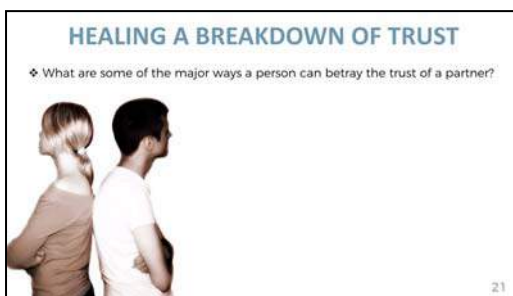 HEALING A BREAKDOWN OF TRUST
❖ What are some of the major ways a person can betray the trust of a partner?
21